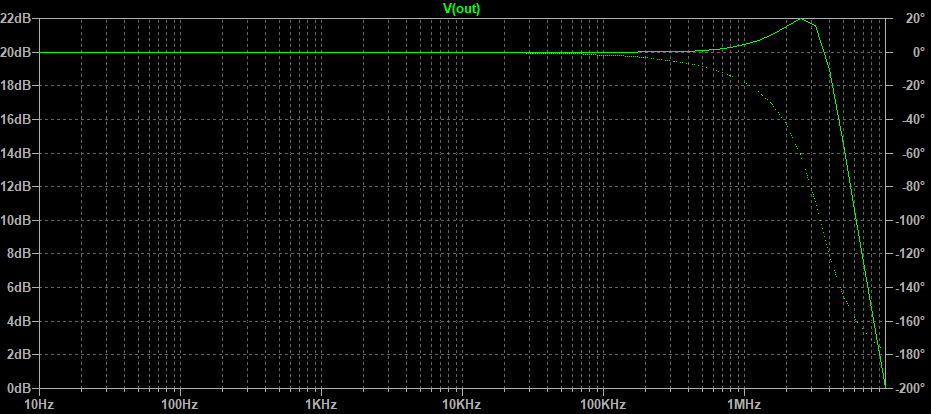 V(out)
22dB 20°
20dB 0°
18dB -20°
16dB -40°
14dB -60°
12dB -80°
10dB -100°
8dB -120°
6dB -140°
4dB -160°
2dB -180°
0dB -200°
10Hz 100Hz 1KHz 10KHz 100KHz 1MHz